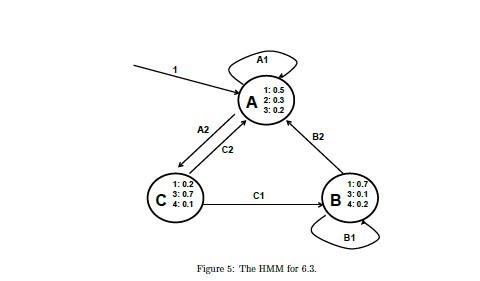 A1
1
1: 0.5
A 2: 0.3
3: 0.2
A2
C2
B2
1: 0.2
C 3: 0.7
4: 0.1
C1
1: 0.7
B 3: 0.1
4: 0.2
B1
Figure 5: The HMM for 6.3.